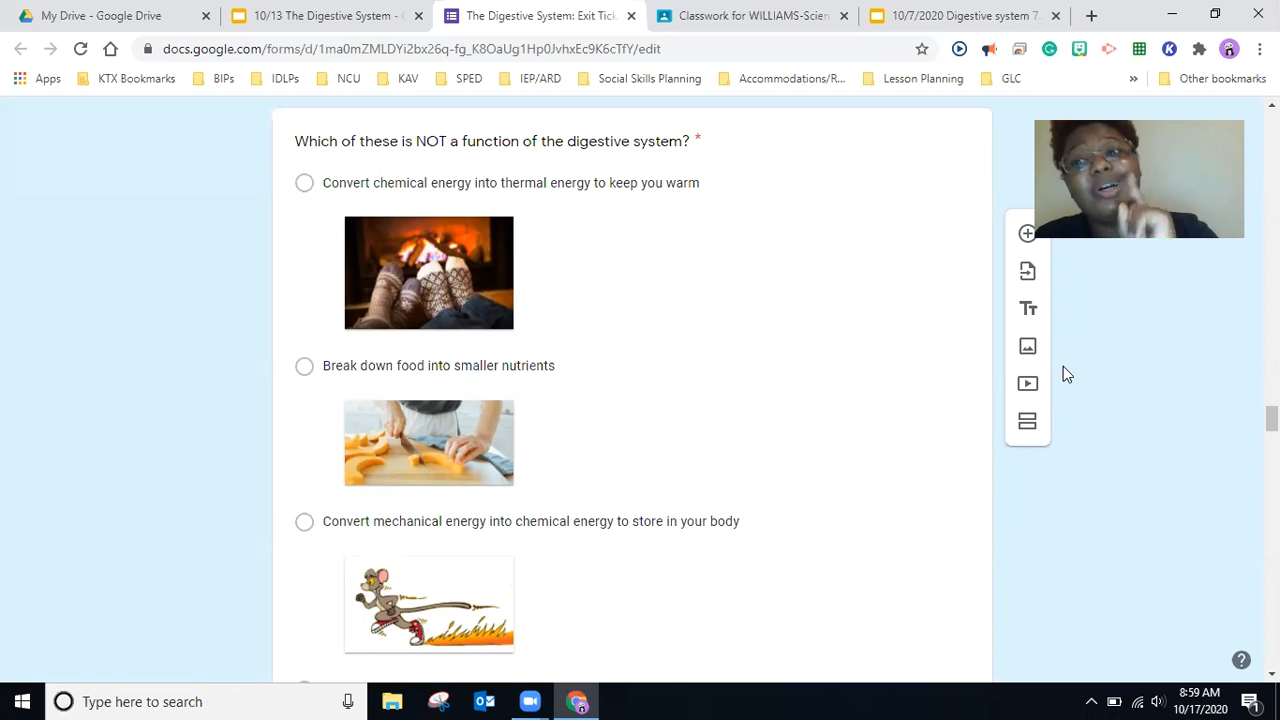 My Drive - Google Drive
10/13 The Digestive System
The Digestive System: Exit Tick
Classwork for WILLIAMS-Scien
10/7/2020 Digestive system 7.
docs.google.com/forms/d/1ma0mZMLDYi2bx26q-fg_K8OaUg1Hp0JvhxEc9K6cTfY/edit
Apps
KTX Bookmarks
BIPs
IDLPs
NCU
KAV
SPED
IEP/ARD
Social Skills Planning
Accommodations/R...
Lesson Planning
GLC
Other bookmarks
Which of these is NOT a function of the digestive system? *
Convert chemical energy into thermal energy to keep you warm
Break down food into smaller nutrients
Convert mechanical energy into chemical energy to store in your body
Type here to search
8:59 AM
10/17/2020